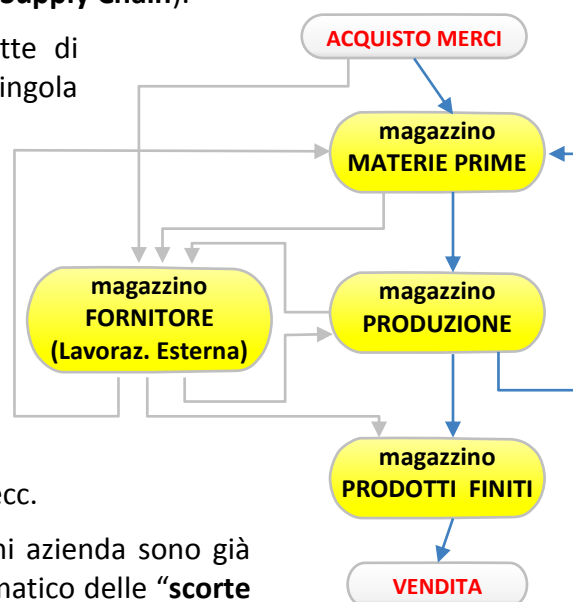 Supply Chain).
tte di
ingola
ACQUISTO MERCI
magazzino
MATERIE PRIME
magazzino
FORNITORE
(Lavoraz. Esterna)
magazzino
PRODUZIONE
magazzino
PRODOTTI FINITI
ecc.
ni azienda sono già
matico delle “scorte
VENDITA